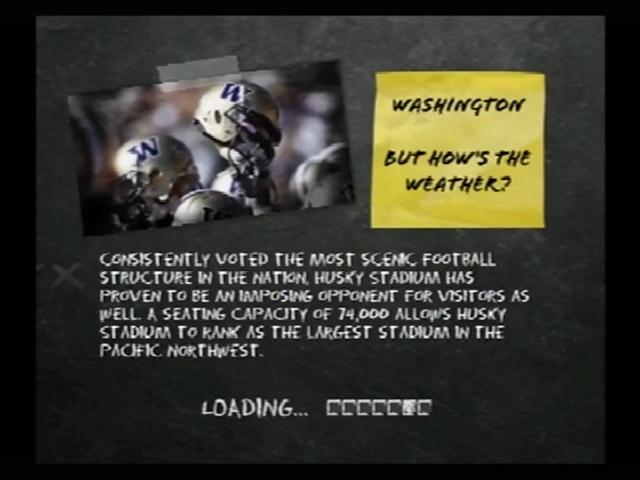 W
W
WASHINGTON
BUT HOW'S THE
WEATHER?
CONSISTENTLY VOTED THE MOST SCENIC FOOTBALL
STRUCTURE IN THE NATION, HUSKY STADIUM HAS
PROVEN TO BE AN IMPOSING OPPONENT FOR VISITORS AS
WELL. A SEATING CAPACITY OF 74,000 ALLOWS HUSKY
STADIUM TO RANK AS THE LARGEST STADIUM IN THE
PACIFIC NORTHWEST.
LOADING...